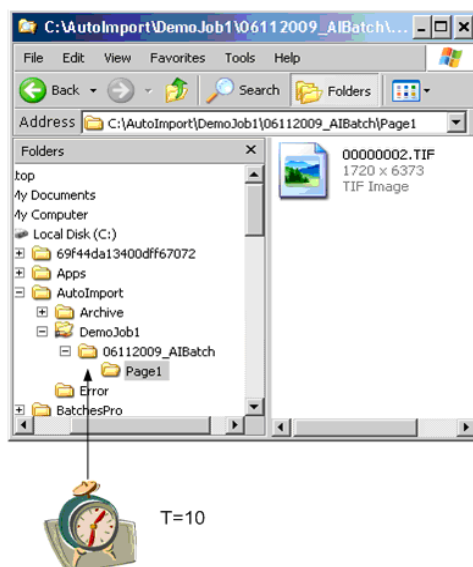 C:\AutoImport\DemoJob1\06112009_AIBatch\...
File Edit View Favorites Tools Help
Back Search Folders
Address C:\AutoImport\DemoJob1\06112009_AIBatch\Page1
Folders
top
My Documents
My Computer
Local Disk (C:)
69f44da13400dff67072
Apps
AutoImport
Archive
DemoJob1
06112009_AIBatch
Page1
Error
BatchesPro
00000002.TIF
1720 x 6373
TIF Image
T=10